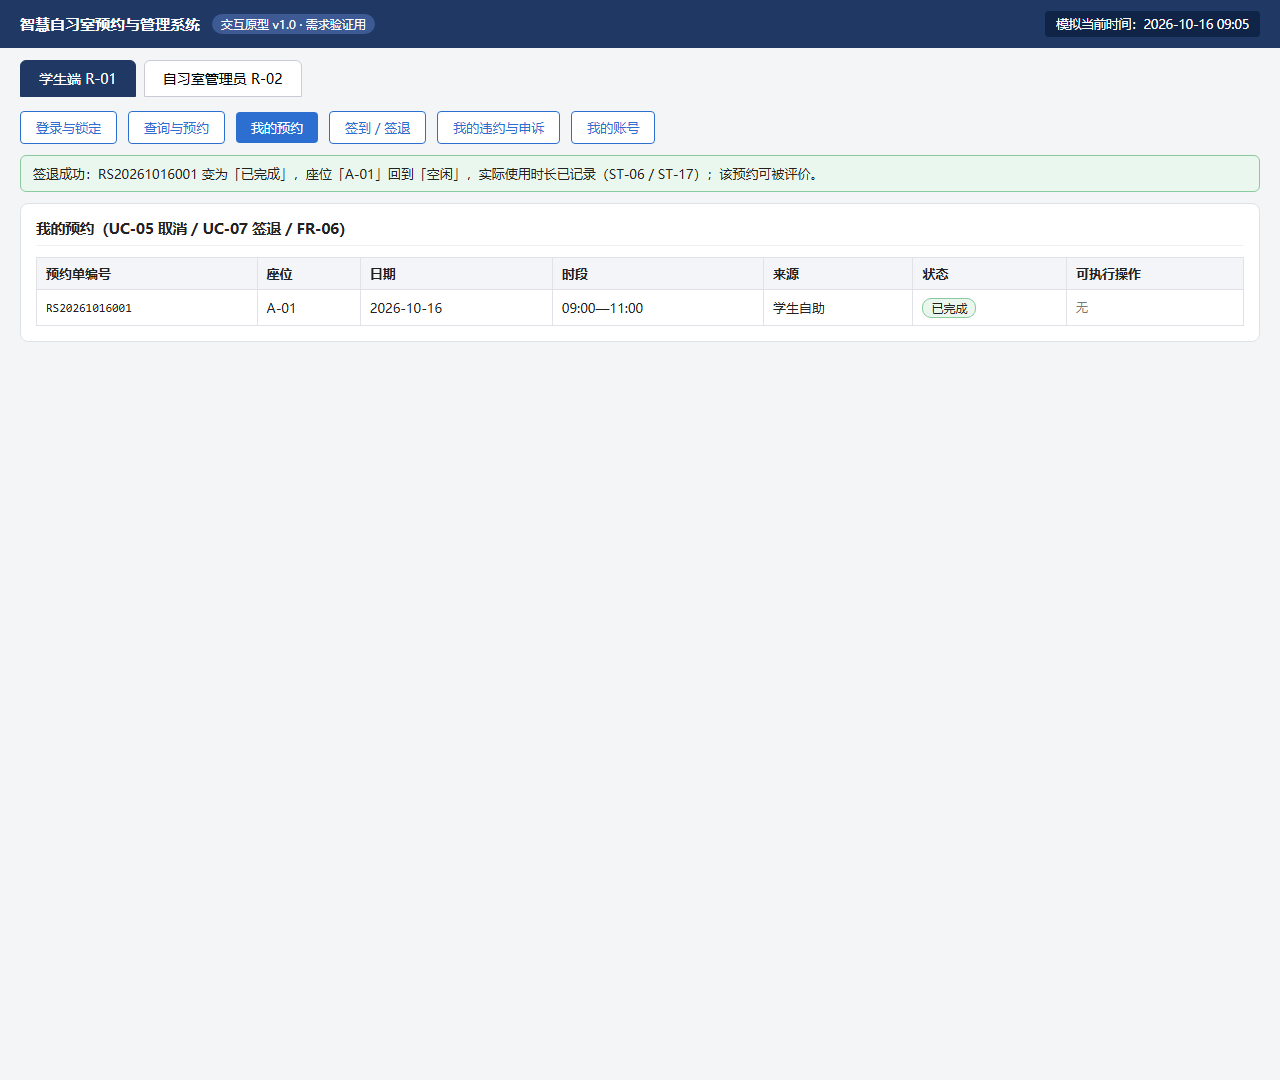 智慧自习室预约与管理系统 交互原型 v1.0 · 需求验证用 模拟当前时间：2026-10-16 09:05
学生端 R-01 自习室管理员 R-02
登录与锁定 查询与预约 我的预约 签到 / 签退 我的违约与申诉 我的账号
签退成功：RS20261016001 变为「已完成」，座位「A-01」回到「空闲」，实际使用时长已记录（ST-06 / ST-17）；该预约可被评价。
我的预约（UC-05 取消 / UC-07 签退 / FR-06）
预约单编号 座位 日期 时段 来源 状态 可执行操作
RS20261016001 A-01 2026-10-16 09:00—11:00 学生自助 已完成 无